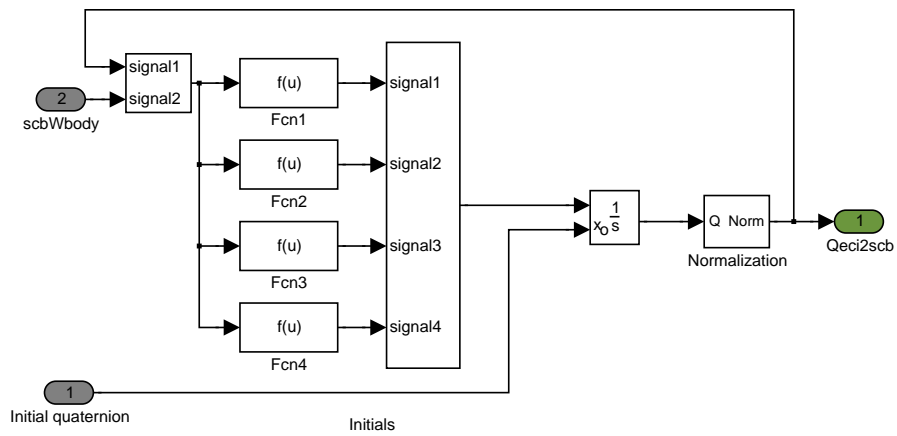 signal1
signal2
2
scbWbody
f(u)
Fcn1
f(u)
Fcn2
f(u)
Fcn3
f(u)
Fcn4
signal1
signal2
signal3
signal4
1
s
xo
Q Norm
Normalization
1
Qeci2scb
1
Initial quaternion
Initials